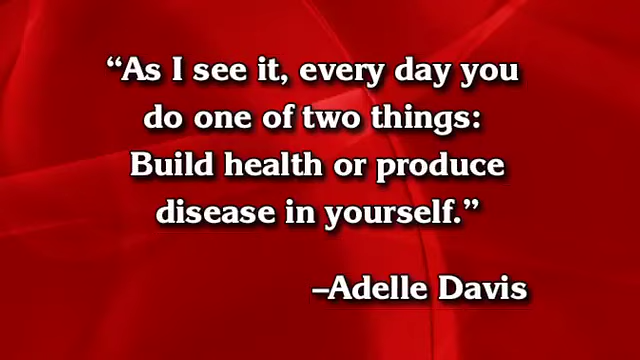 “As I see it, every day you
do one of two things:
Build health or produce
disease in yourself.”
–Adelle Davis